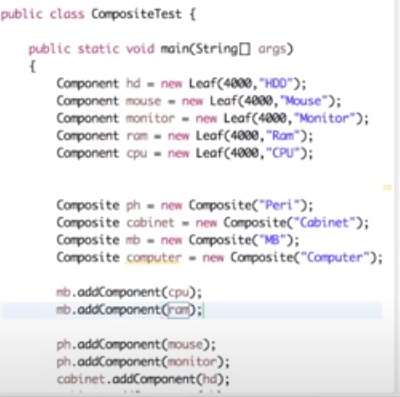 public class CompositeTest {
public static void main(String[] args)
{
Component hd = new Leaf(4000,"HDD");
Component mouse = new Leaf(4000,"Mouse");
Component monitor = new Leaf(4000,"Monitor");
Component ram = new Leaf(4000,"Ram");
Component cpu = new Leaf(4000,"CPU");
Composite ph = new Composite("Peri");
Composite cabinet = new Composite("Cabinet");
Composite mb = new Composite("MB");
Composite computer = new Composite("Computer");
mb.addComponent(cpu);
mb.addComponent(ram);
ph.addComponent(mouse);
ph.addComponent(monitor);
cabinet.addComponent(hd);